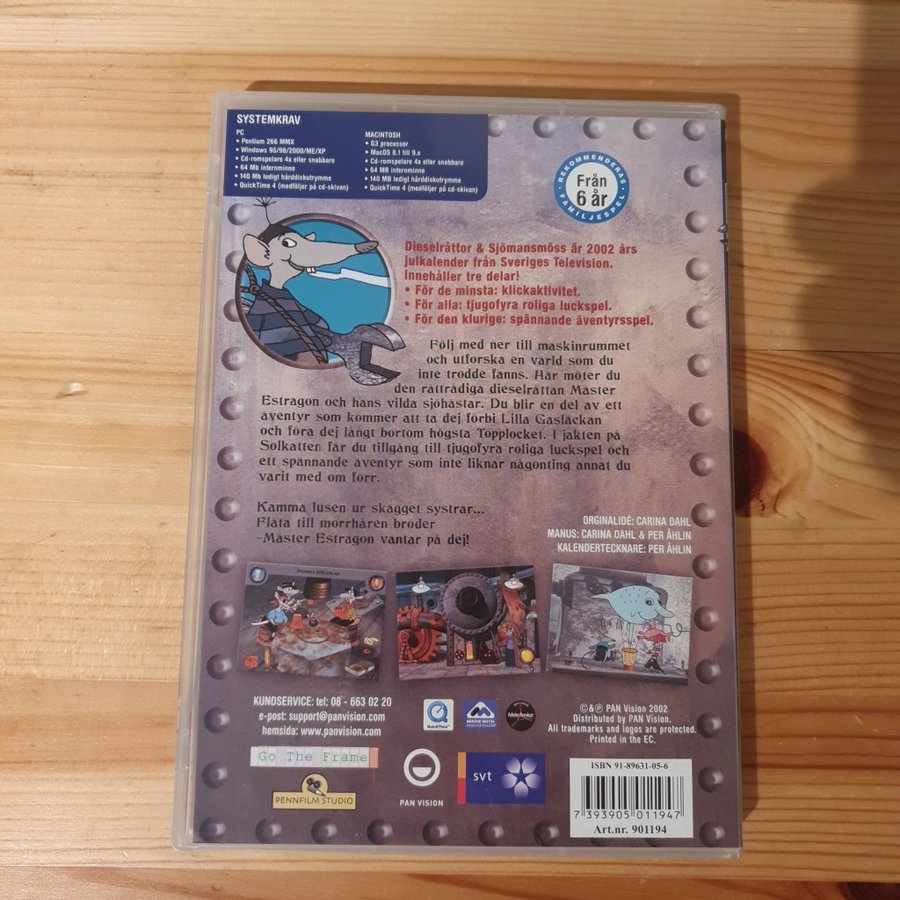 SYSTEMKRAV
PC
• Pentium 266 MMX
• Windows 95/98/2000/ME/XP
• Cd-romspelare 4x eller snabbare
• 64 Mb internminne
• 140 Mb ledigt hårddiskutrymme
• QuickTime 4 (medföljer på cd-skivan)
MACINTOSH
• G3 processor
• MacOS 8.1 till 9.x
• Cd-romspelare 4x eller snabbare
• 64 MB internminne
• 140 MB ledigt hårddiskutrymme
• QuickTime 4 (medföljer på cd-skivan)
• REKOMMENDERAS •
Från
6 år
FAMILJESPEL
Dieselråttor & Sjömansmöss är 2002 års
julkalender från Sveriges Television.
Innehåller tre delar!
• För de minsta: klickaktivitet.
• För alla: tjugofyra roliga luckspel.
• För den klurige: spännande äventyrsspel.
Följ med ner till maskinrummet
och utforska en värld som du
inte trodde fanns. Här möter du
den råttrådiga dieselråttan Mäster
Estragon och hans vilda sjöhästar. Du blir en del av ett
äventyr som kommer att ta dej förbi Lilla Gasläckan
och föra dej långt bortom högsta Topplocket. I jakten på
Solkatten får du tillgång till tjugofyra roliga luckspel och
ett spännande äventyr som inte liknar någonting annat du
varit med om förr.
Kamma lusen ur skägget systrar...
Fläta till morrhåren bröder
-Mäster Estragon väntar på dej!
ORGINALIDÉ: CARINA DAHL
MANUS: CARINA DAHL & PER ÅHLIN
KALENDERTECKNARE: PER ÅHLIN
KUNDSERVICE: tel: 08 - 663 02 20
e-post: support@panvision.com
hemsida: www.panvision.com
QuickTime
MADE WITH
MACROMEDIA
Adobe Acrobat
©&℗ PAN Vision 2002
Distributed by PAN Vision.
All trademarks and logos are protected.
Printed in the EC.
Go The Frame
PENNFILM STUDIO
PAN VISION
svt
ISBN 91-89631-05-6
7 393905 011947
Art.nr. 901194